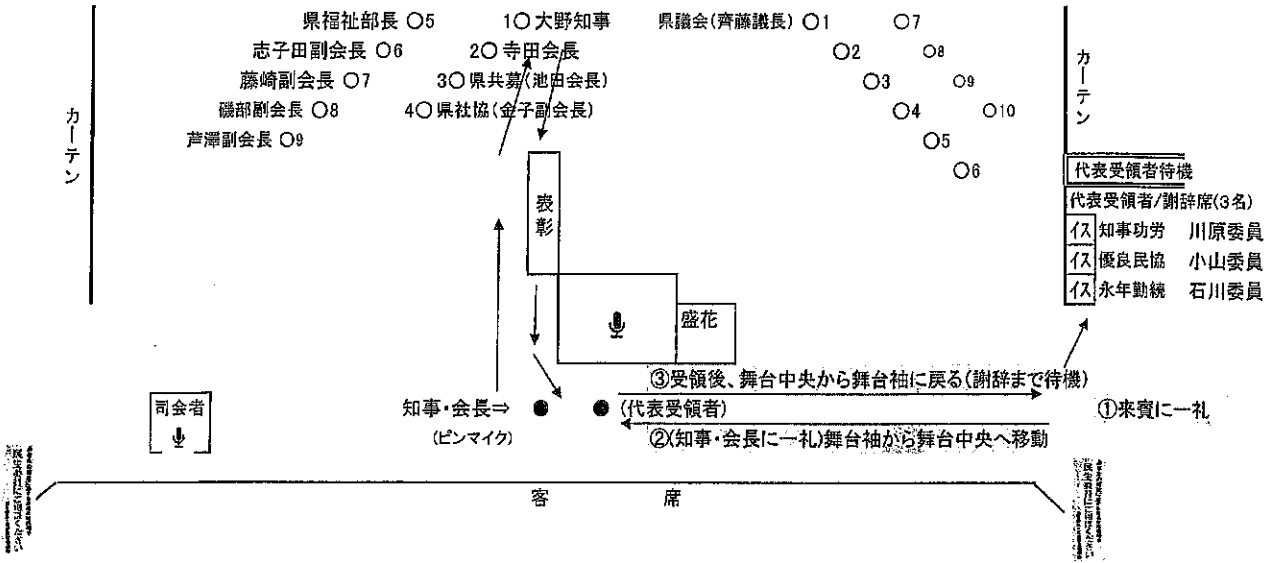 県福祉部長 ○5 1○ 大野知事 県議会(齊藤議長) ○1 ○7
志子田副会長 ○6 2○ 寺田会長 ○2 ○8
藤崎副会長 ○7 3○ 県共募(池田会長) ○3 ○9
磯部副会長 ○8 4○ 県社協(金子副会長) ○4 ○10
芦澤副会長 ○9 ○5
○6
カーテン
カーテン
表彰
代表受領者待機
代表受領者/謝辞席(3名)
イス 知事功労 川原委員
イス 優良民協 小山委員
イス 永年勤続 石川委員
盛花
③受領後、舞台中央から舞台袖に戻る(謝辞まで待機)
司会者
知事・会長⇒ ● ● (代表受領者)
(ピンマイク)
①来賓に一礼
②(知事・会長に一礼)舞台袖から舞台中央へ移動
客 席